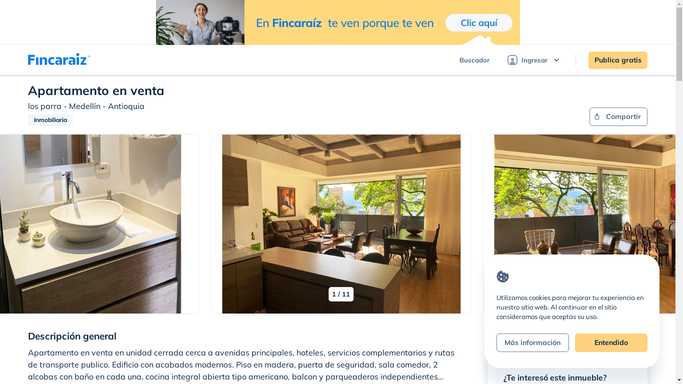 En Fincaraíz te ven porque te ven
Clic aquí
Fincaraíz
Buscador
Ingresar
Publica gratis
Apartamento en venta
los parra - Medellín - Antioquia
Inmobiliaria
Compartir
1 / 11
Descripción general
Apartamento en venta en unidad cerrada cerca a avenidas principales, hoteles, servicios complementarios y rutas
de transporte publico. Edificio con acabados modernos. Piso en madera, puerta de seguridad, sala comedor, 2
alcobas con baño en cada una, cocina integral abierta tipo americano, balcon y parqueaderos independientes...
Utilizamos cookies para mejorar tu experiencia en
nuestro sitio web. Al continuar en el sitio
consideramos que aceptas su uso.
Más información
Entendido
¿Te interesó este inmueble?